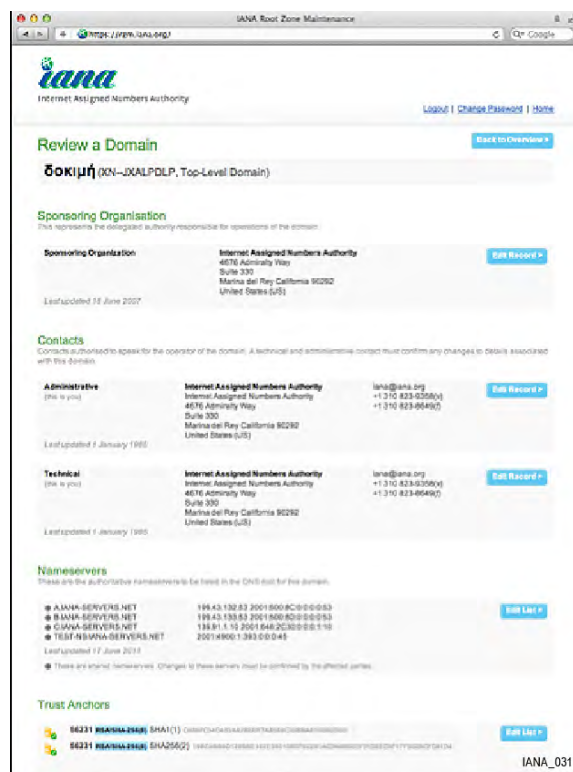 IANA Root Zone Maintenance
Google
iana
Internet Assigned Numbers Authority
Logout | Change Password | Home
Review a Domain
Back to Overview
δοκιμή (XN--JXALPDLP, Top-Level Domain)
Sponsoring Organisation
This represents the delegated authority responsible for operations of the domain.
Sponsoring Organization
Internet Assigned Numbers Authority
4676 Admiralty Way
Suite 330
Marina del Rey California 90292
United States (US)
Edit Record
Last updated 18 June 2007
Contacts
Contacts authorised to speak for the operator of the domain. A technical and administrative contact must confirm any changes to details associated
with this domain.
Administrative
(this is you)
Internet Assigned Numbers Authority
Internet Assigned Numbers Authority
4676 Admiralty Way
Suite 330
Marina del Rey California 90292
United States (US)
iana@iana.org
+1 310 823-9358(v)
+1 310 823-8649(f)
Edit Record
Last updated 1 January 1985
Technical
(this is you)
Internet Assigned Numbers Authority
Internet Assigned Numbers Authority
4676 Admiralty Way
Suite 330
Marina del Rey California 90292
United States (US)
iana@iana.org
+1 310 823-9358(v)
+1 310 823-8649(f)
Edit Record
Last updated 1 January 1985
Nameservers
These are the authoritative nameservers to be listed in the DNS root for this domain.
A.IANA-SERVERS.NET
B.IANA-SERVERS.NET
C.IANA-SERVERS.NET
TEST-NS.IANA-SERVERS.NET
Edit List
These are shared nameservers. Changes to these servers must be confirmed by the affected parties.
Trust Anchors
56231 RSA/SHA-256(8) SHA1(1)
56231 RSA/SHA-256(8) SHA256(2)
Edit List
IANA_031